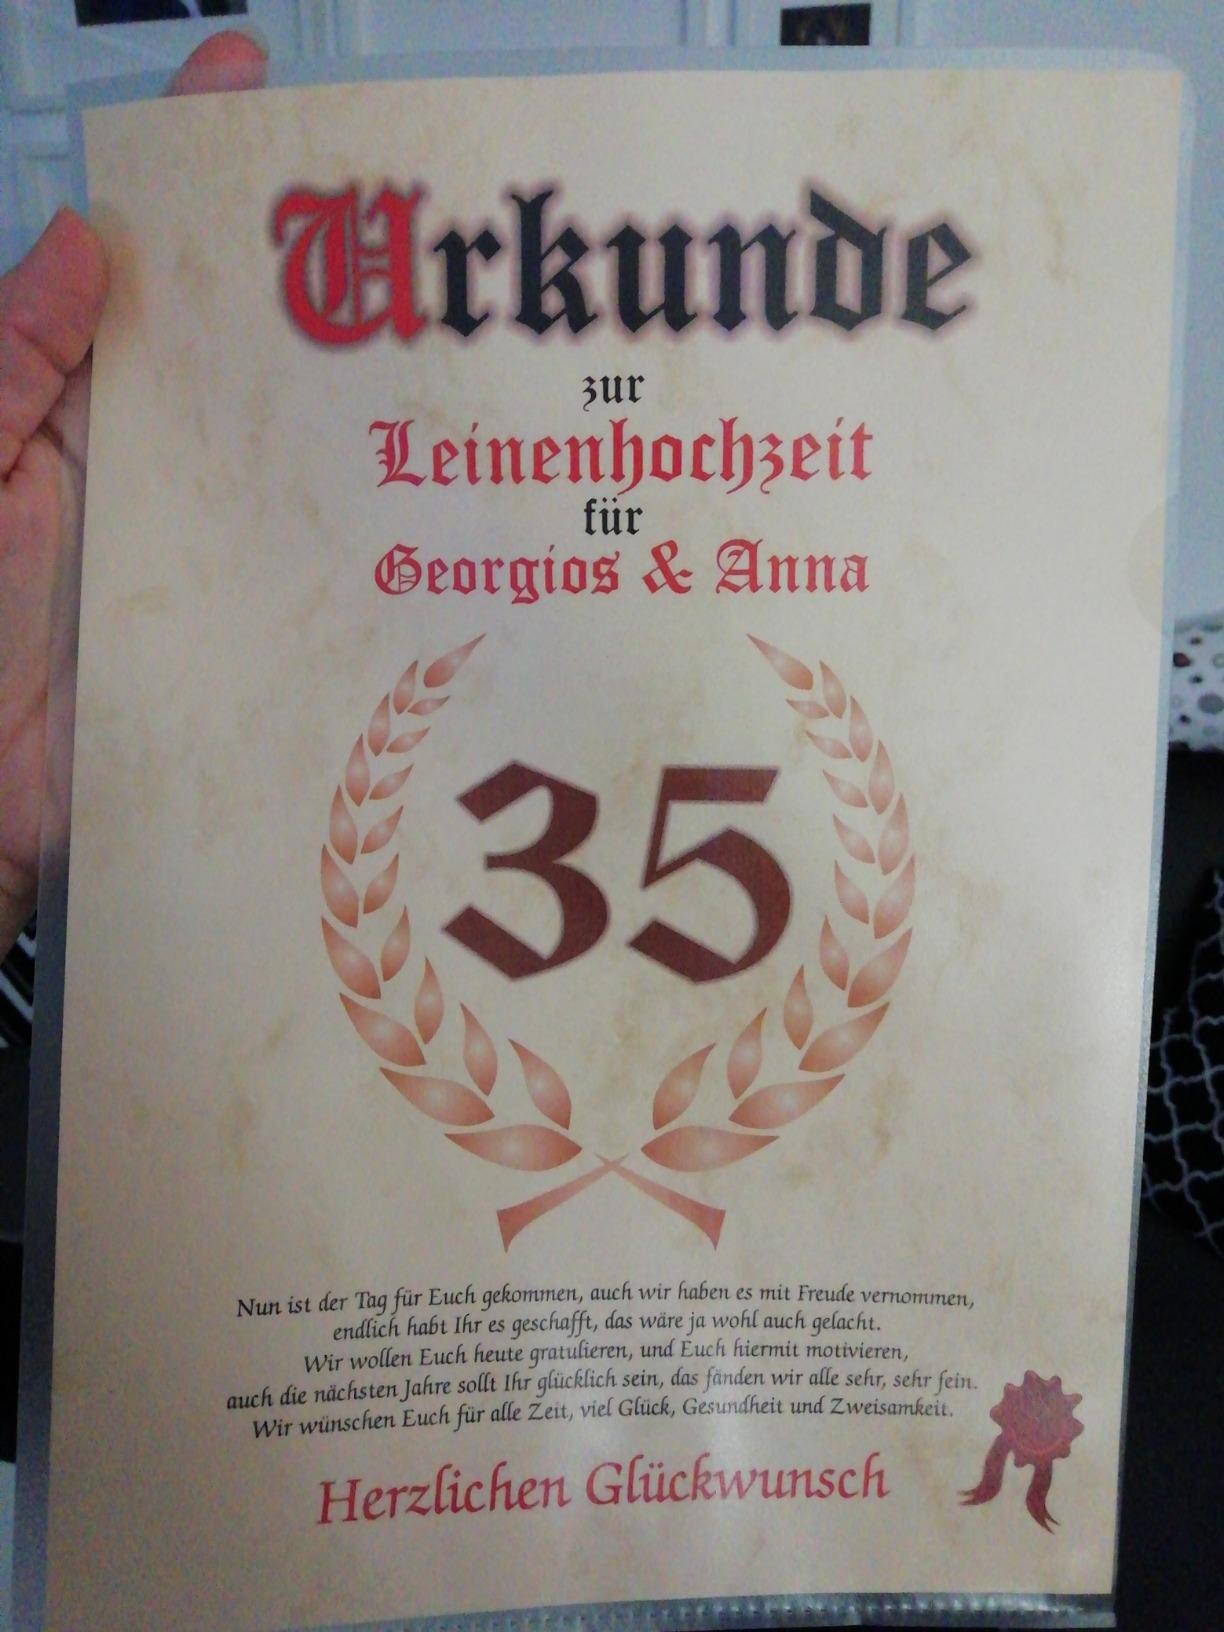 Urkunde
zur
Leinenhochzeit
für
Georgios & Anna
35
Nun ist der Tag für Euch gekommen, auch wir haben es mit Freude vernommen,
endlich habt Ihr es geschafft, das wäre ja wohl auch gelacht.
Wir wollen Euch heute gratulieren, und Euch hiermit motivieren,
auch die nächsten Jahre sollt Ihr glücklich sein, das fänden wir alle sehr, sehr fein.
Wir wünschen Euch für alle Zeit, viel Glück, Gesundheit und Zweisamkeit.
Herzlichen Glückwunsch